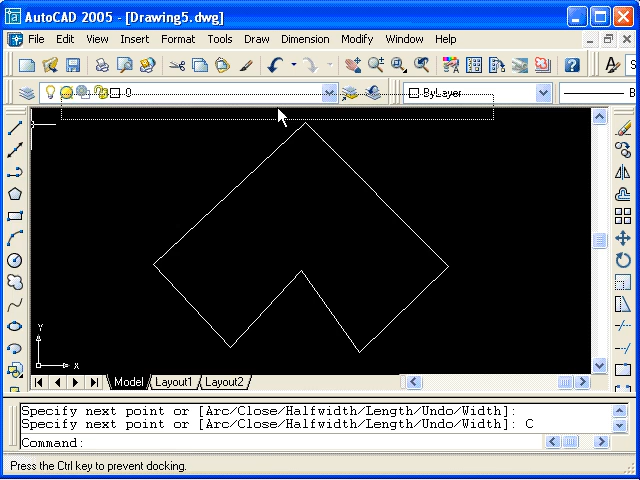 AutoCAD 2005 - [Drawing5.dwg]
File Edit View Insert Format Tools Draw Dimension Modify Window Help
0 ByLayer B
Y
X
Model Layout1 Layout2
Specify next point or [Arc/Close/Halfwidth/Length/Undo/Width]:
Specify next point or [Arc/Close/Halfwidth/Length/Undo/Width]: C
Command:
Press the Ctrl key to prevent docking.